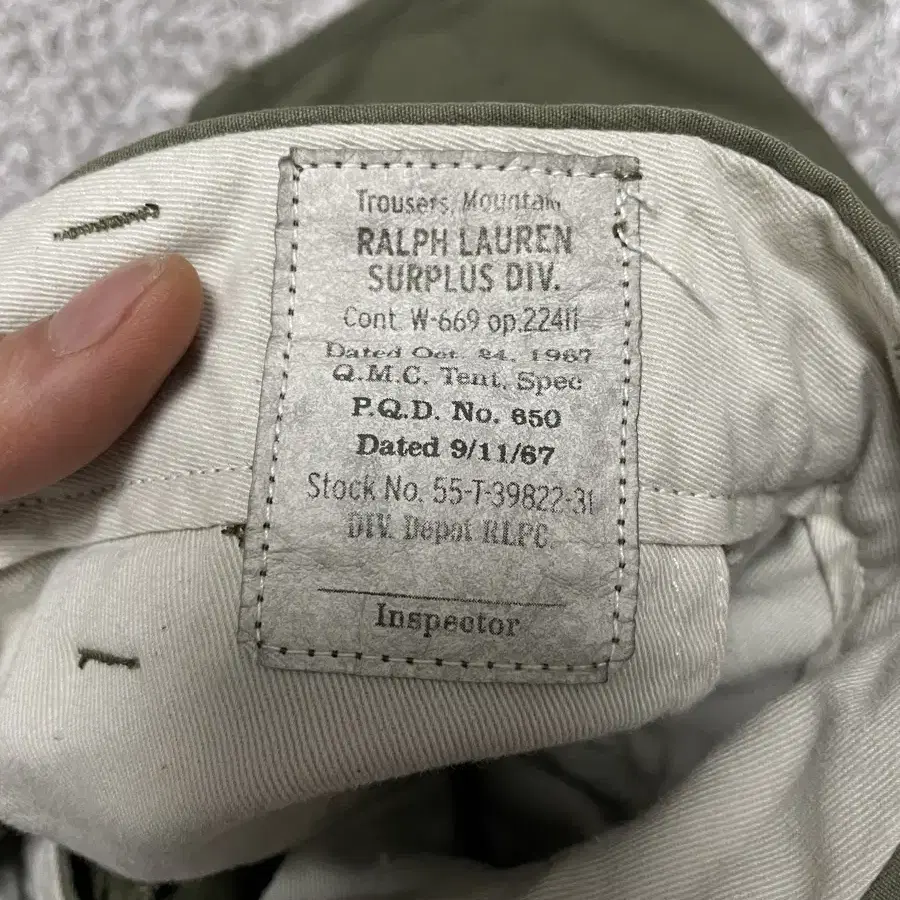 Trousers, Mountain
RALPH LAUREN
SURPLUS DIV.
Cont W-669 op.22411
Dated Oct. 24, 1967
Q.M.C. Tent, Spec
P.Q.D. No. 650
Dated 9/11/67
Stock No. 55-T-39822-31
DIV. Depot RLPC.
Inspector